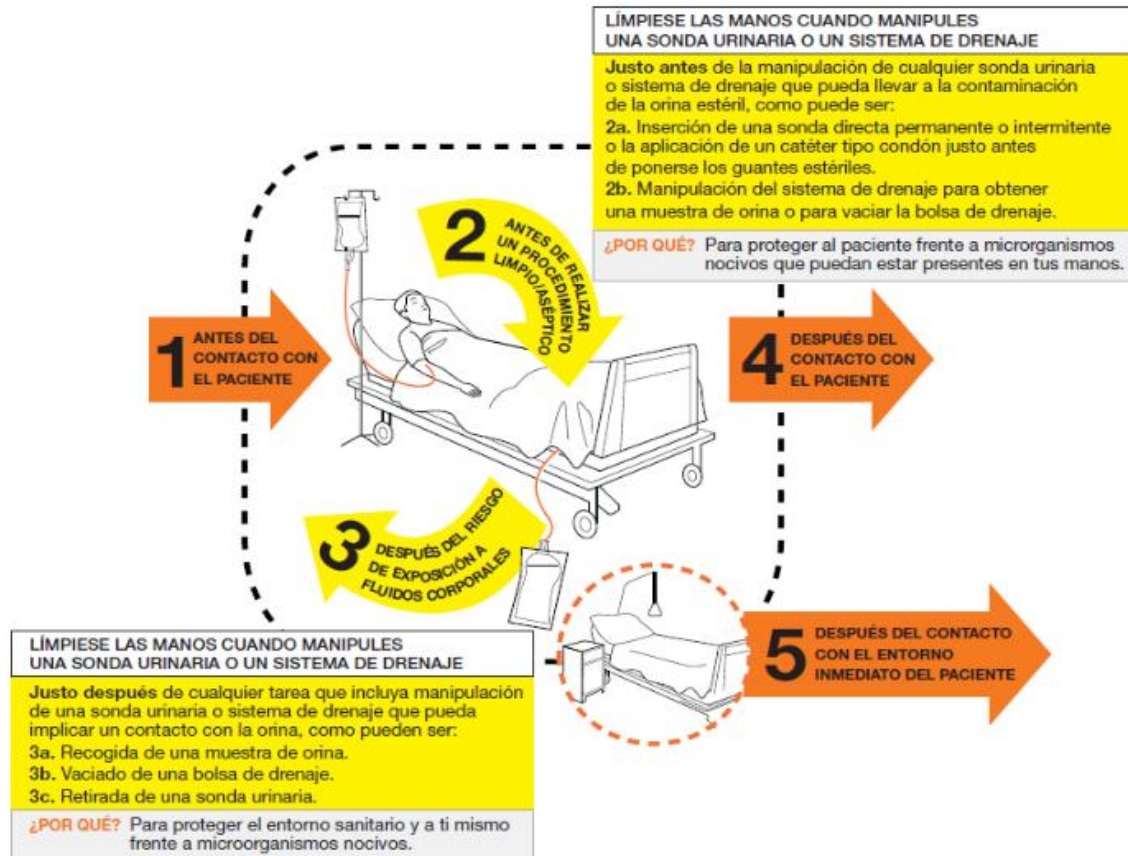 LÍMPIESE LAS MANOS CUANDO MANIPULES
UNA SONDA URINARIA O UN SISTEMA DE DRENAJE
Justo antes de la manipulación de cualquier sonda urinaria
o sistema de drenaje que pueda llevar a la contaminación
de la orina estéril, como puede ser:
2a. Inserción de una sonda directa permanente o intermitente
o la aplicación de un catéter tipo condón justo antes
de ponerse los guantes estériles.
2b. Manipulación del sistema de drenaje para obtener
una muestra de orina o para vaciar la bolsa de drenaje.
¿POR QUÉ? Para proteger al paciente frente a microrganismos
nocivos que puedan estar presentes en tus manos.
1
ANTES DEL
CONTACTO CON
EL PACIENTE
2
ANTES DE REALIZAR
UN PROCEDIMIENTO
LIMPIO/ASÉPTICO
4
DESPUÉS DEL
CONTACTO CON
EL PACIENTE
3
DESPUÉS DEL RIESGO
DE EXPOSICIÓN A
FLUIDOS CORPORALES
5
DESPUÉS DEL CONTACTO
CON EL ENTORNO
INMEDIATO DEL PACIENTE
LÍMPIESE LAS MANOS CUANDO MANIPULES
UNA SONDA URINARIA O UN SISTEMA DE DRENAJE
Justo después de cualquier tarea que incluya manipulación
de una sonda urinaria o sistema de drenaje que pueda
implicar un contacto con la orina, como pueden ser:
3a. Recogida de una muestra de orina.
3b. Vaciado de una bolsa de drenaje.
3c. Retirada de una sonda urinaria.
¿POR QUÉ? Para proteger el entorno sanitario y a ti mismo
frente a microorganismos nocivos.